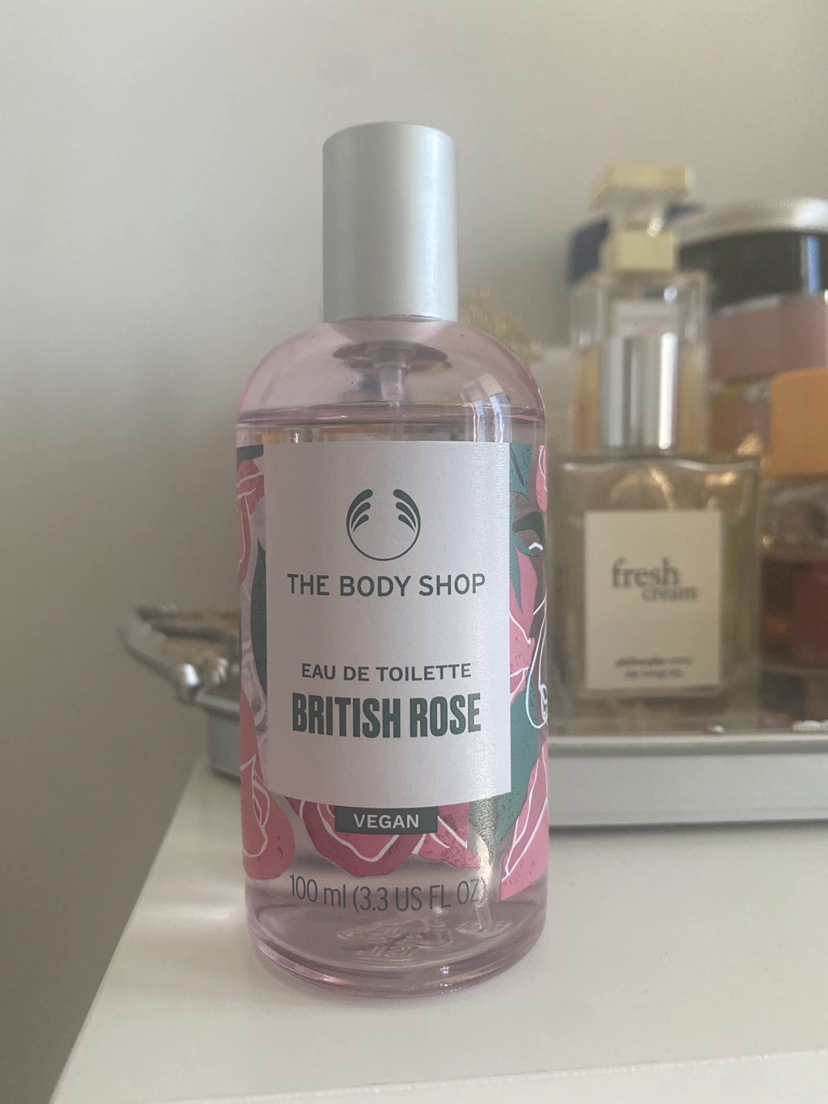 THE BODY SHOP
EAU DE TOILETTE
BRITISH ROSE
VEGAN
100 ml (3.3 US FL OZ)
fresh
cream